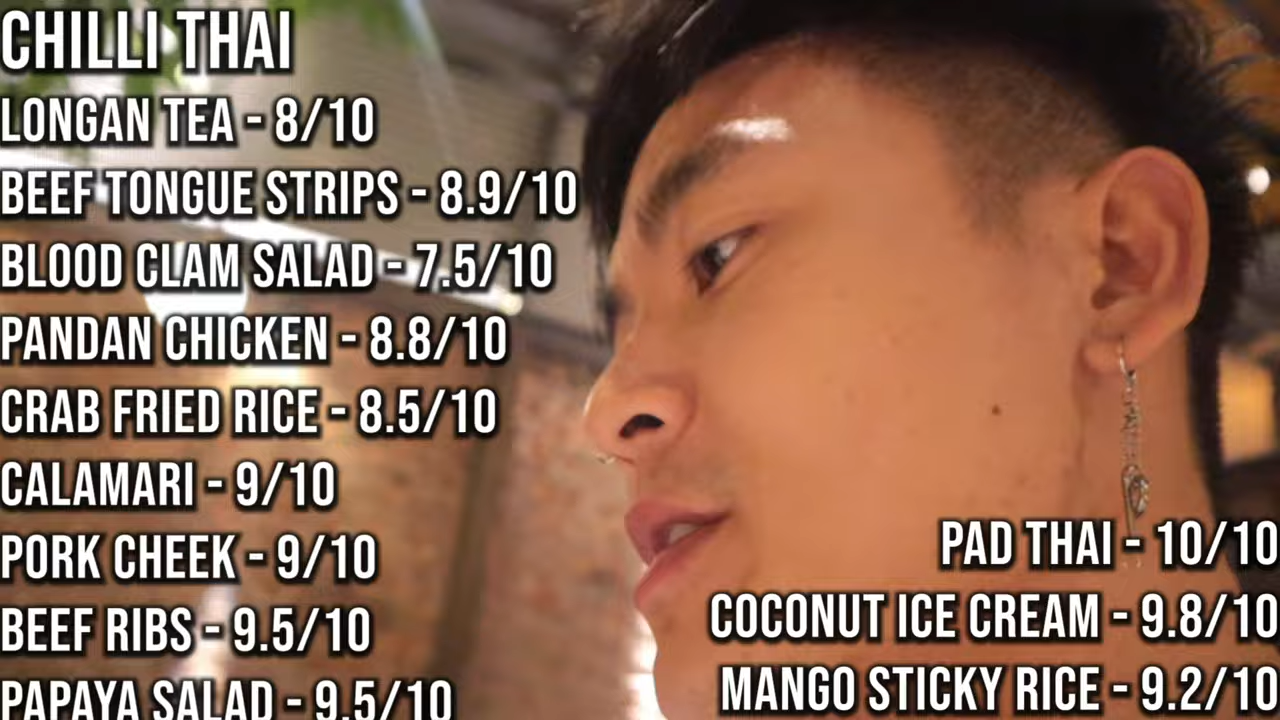 CHILLI THAI
LONGAN TEA - 8/10
BEEF TONGUE STRIPS - 8.9/10
BLOOD CLAM SALAD - 7.5/10
PANDAN CHICKEN - 8.8/10
CRAB FRIED RICE - 8.5/10
CALAMARI - 9/10
PORK CHEEK - 9/10
BEEF RIBS - 9.5/10
PAPAYA SALAD - 9.5/10
PAD THAI - 10/10
COCONUT ICE CREAM - 9.8/10
MANGO STICKY RICE - 9.2/10